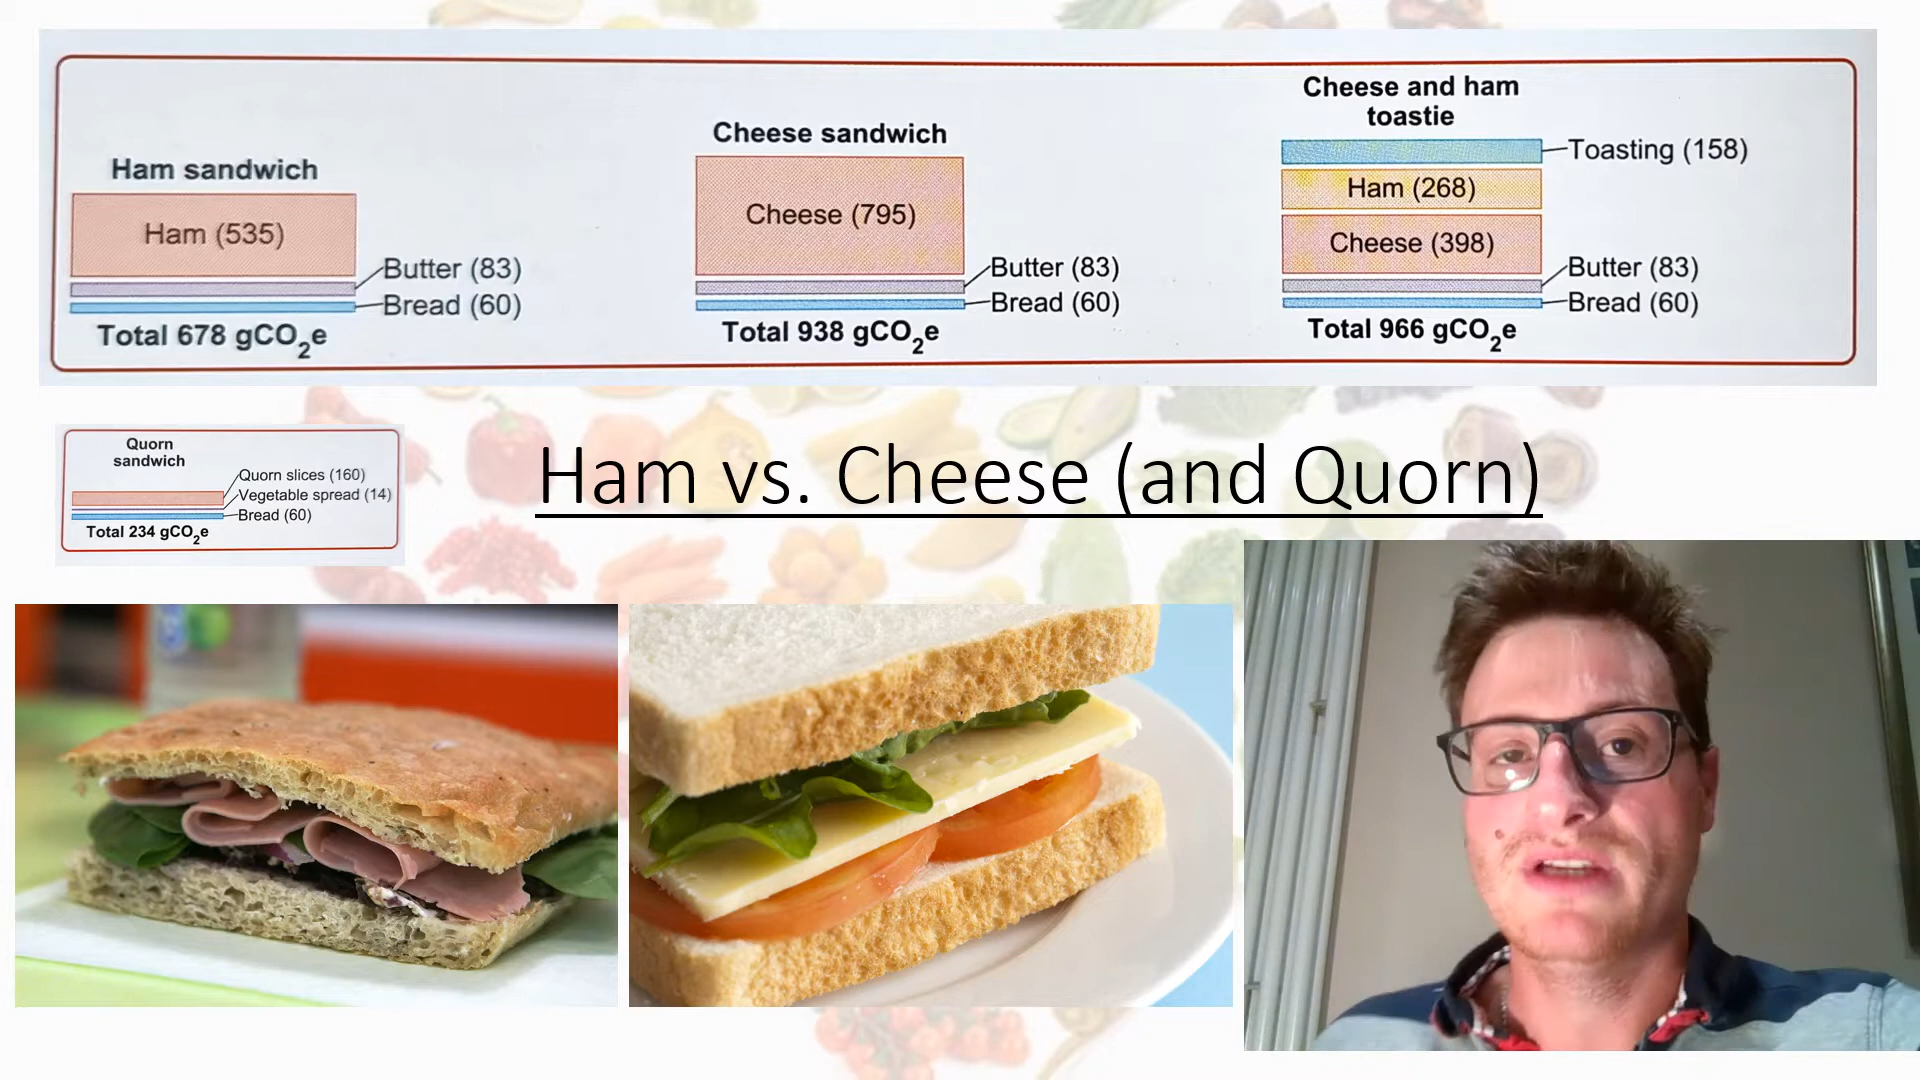 Ham sandwich
Ham (535)
Butter (83)
Bread (60)
Total 678 gCO2e
Cheese sandwich
Cheese (795)
Butter (83)
Bread (60)
Total 938 gCO2e
Cheese and ham
toastie
Toasting (158)
Ham (268)
Cheese (398)
Butter (83)
Bread (60)
Total 966 gCO2e
Quorn
sandwich
Quorn slices (160)
Vegetable spread (14)
Bread (60)
Total 234 gCO2e
Ham vs. Cheese (and Quorn)